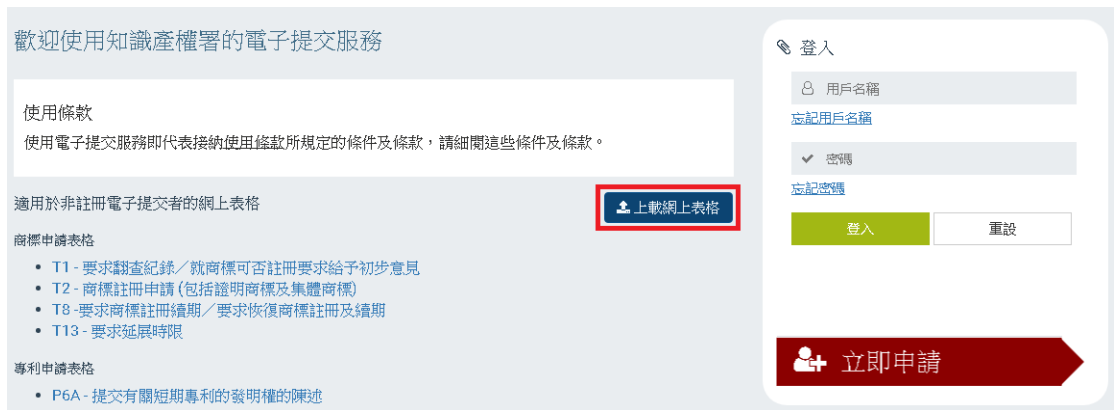 歡迎使用知識產權署的電子提交服務
使用條款
使用電子提交服務即代表接納使用條款所規定的條件及條款，請細閱這些條件及條款。
適用於非註冊電子提交者的網上表格
上載網上表格
商標申請表格
• T1 - 要求翻查紀錄／就商標可否註冊要求給予初步意見
• T2 - 商標註冊申請 (包括證明商標及集體商標)
• T8 -要求商標註冊續期／要求恢復商標註冊及續期
• T13 - 要求延展時限
專利申請表格
• P6A - 提交有關短期專利的發明權的陳述
登入
用戶名稱
忘記用戶名稱
密碼
忘記密碼
登入
重設
立即申請